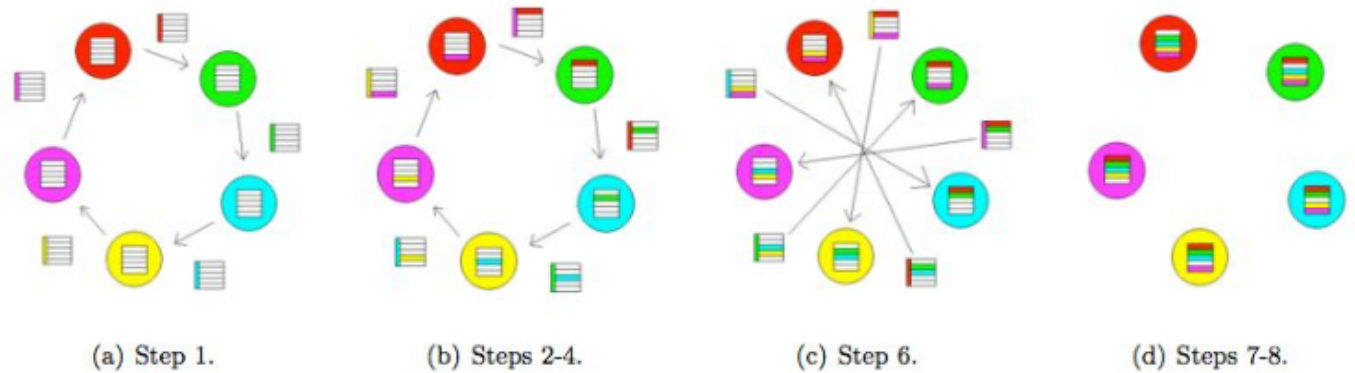 (a) Step 1.
(b) Steps 2-4.
(c) Step 6.
(d) Steps 7-8.